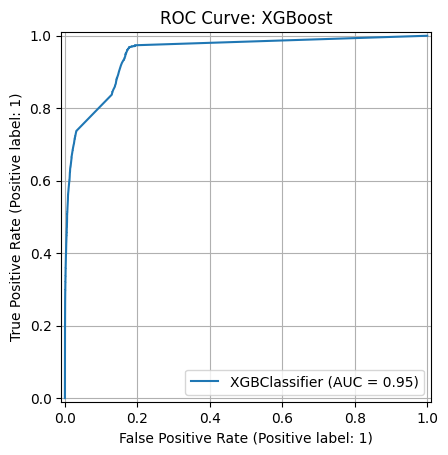 ROC Curve: XGBoost
True Positive Rate (Positive label: 1)
1.0
0.8
0.6
0.4
0.2
0.0
XGBClassifier (AUC = 0.95)
0.0 0.2 0.4 0.6 0.8 1.0
False Positive Rate (Positive label: 1)